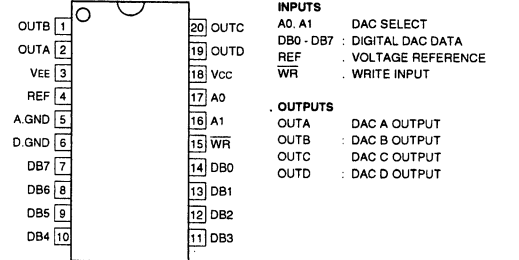 OUTB 1
OUTA 2
VEE 3
REF 4
A.GND 5
D.GND 6
DB7 7
DB6 8
DB5 9
DB4 10
20 OUTC
19 OUTD
18 VCC
17 A0
16 A1
15 WR
14 DB0
13 DB1
12 DB2
11 DB3
INPUTS
A0. A1 DAC SELECT
DB0 - DB7 : DIGITAL DAC DATA
REF . VOLTAGE REFERENCE
WR . WRITE INPUT
. OUTPUTS
OUTA DAC A OUTPUT
OUTB : DAC B OUTPUT
OUTC DAC C OUTPUT
OUTD : DAC D OUTPUT